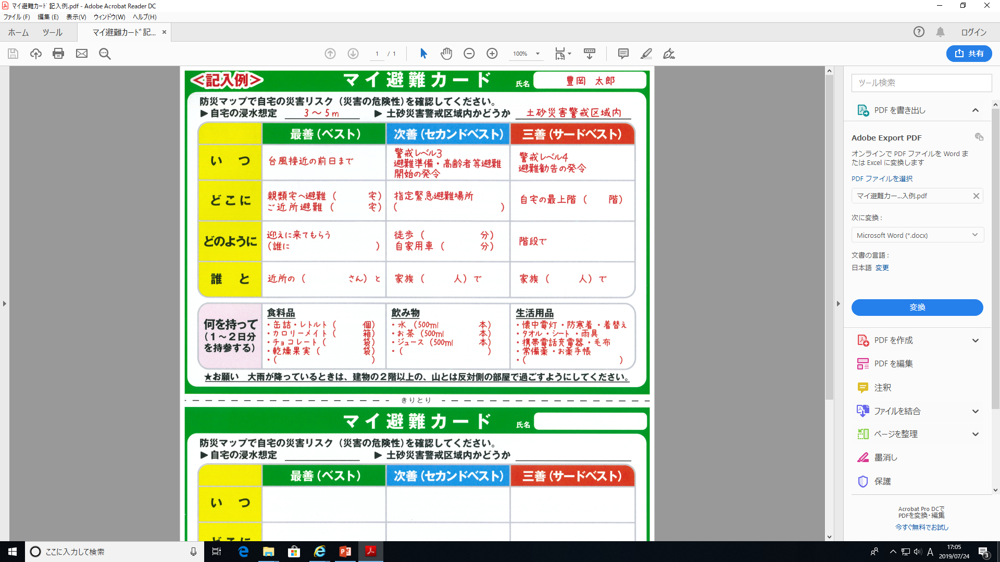 マイ避難カード 記入例.pdf - Adobe Acrobat Reader DC
ファイル(F) 編集(E) 表示(V) ウィンドウ(W) ヘルプ(H)
ホーム ツール マイ避難カード 記... × ログイン
1 / 1 100% 共有
<記入例> マイ避難カード 氏名 豊岡 太郎
防災マップで自宅の災害リスク(災害の危険性)を確認してください。
▶自宅の浸水想定 3〜5m ▶土砂災害警戒区域内かどうか 土砂災害警戒区域内
最善(ベスト) 次善(セカンドベスト) 三善(サードベスト)
いつ
台風接近の前日まで
警戒レベル3
避難準備・高齢者等避難
開始の発令
警戒レベル4
避難勧告の発令
どこに
親類宅へ避難( 宅)
ご近所避難( 宅)
指定緊急避難場所
( )
自宅の最上階( 階)
どのように
迎えに来てもらう
(誰に )
徒歩( 分)
自家用車( 分)
階段で
誰と
近所の( さん)と
家族( 人)で
家族( 人)で
何を持って
(1〜2日分
を持参する)
食料品
・缶詰・レトルト( 個)
・カロリーメイト( 箱)
・チョコレート( 袋)
・乾燥果実( 袋)
・( )
飲み物
・水(500ml 本)
・お茶(500ml 本)
・ジュース(500ml 本)
・( )
生活用品
・懐中電灯・防寒着・着替え
・タオル・シート・雨具
・携帯電話充電器・毛布
・常備薬・お薬手帳
・( )
★お願い 大雨が降っているときは、建物の2階以上の、山とは反対側の部屋で過ごすようにしてください。
きりとり
マイ避難カード 氏名
防災マップで自宅の災害リスク(災害の危険性)を確認してください。
▶自宅の浸水想定 ▶土砂災害警戒区域内かどうか
最善(ベスト) 次善(セカンドベスト) 三善(サードベスト)
いつ
どこに
ツール検索
PDF を書き出し
Adobe Export PDF
オンラインで PDF ファイルを Word ま
たは Excel に変換します
PDF ファイルを選択
マイ避難カー...入例.pdf
次に変換 :
Microsoft Word (*.docx)
文書の言語 :
日本語 変更
変換
PDF を作成
PDF を編集
注釈
ファイルを結合
ページを整理
墨消し
保護
Acrobat Pro DCで
PDFを変換・編集
今すぐ無料でお試し
ここに入力して検索
A 17:05
2019/07/24
3